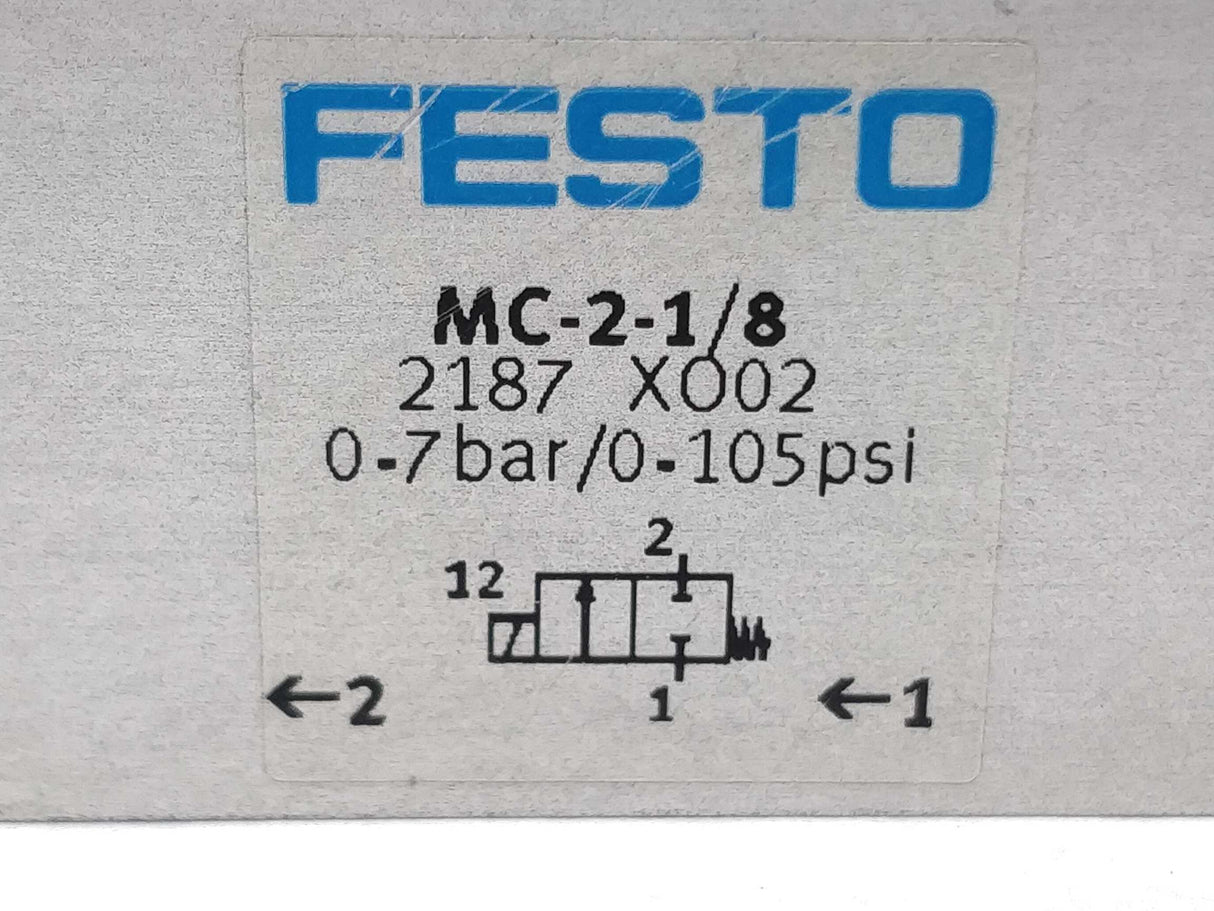 FESTO
MC-2-1/8
2187 XO02
0-7bar/0-105psi
2
12
1
←2 ←1